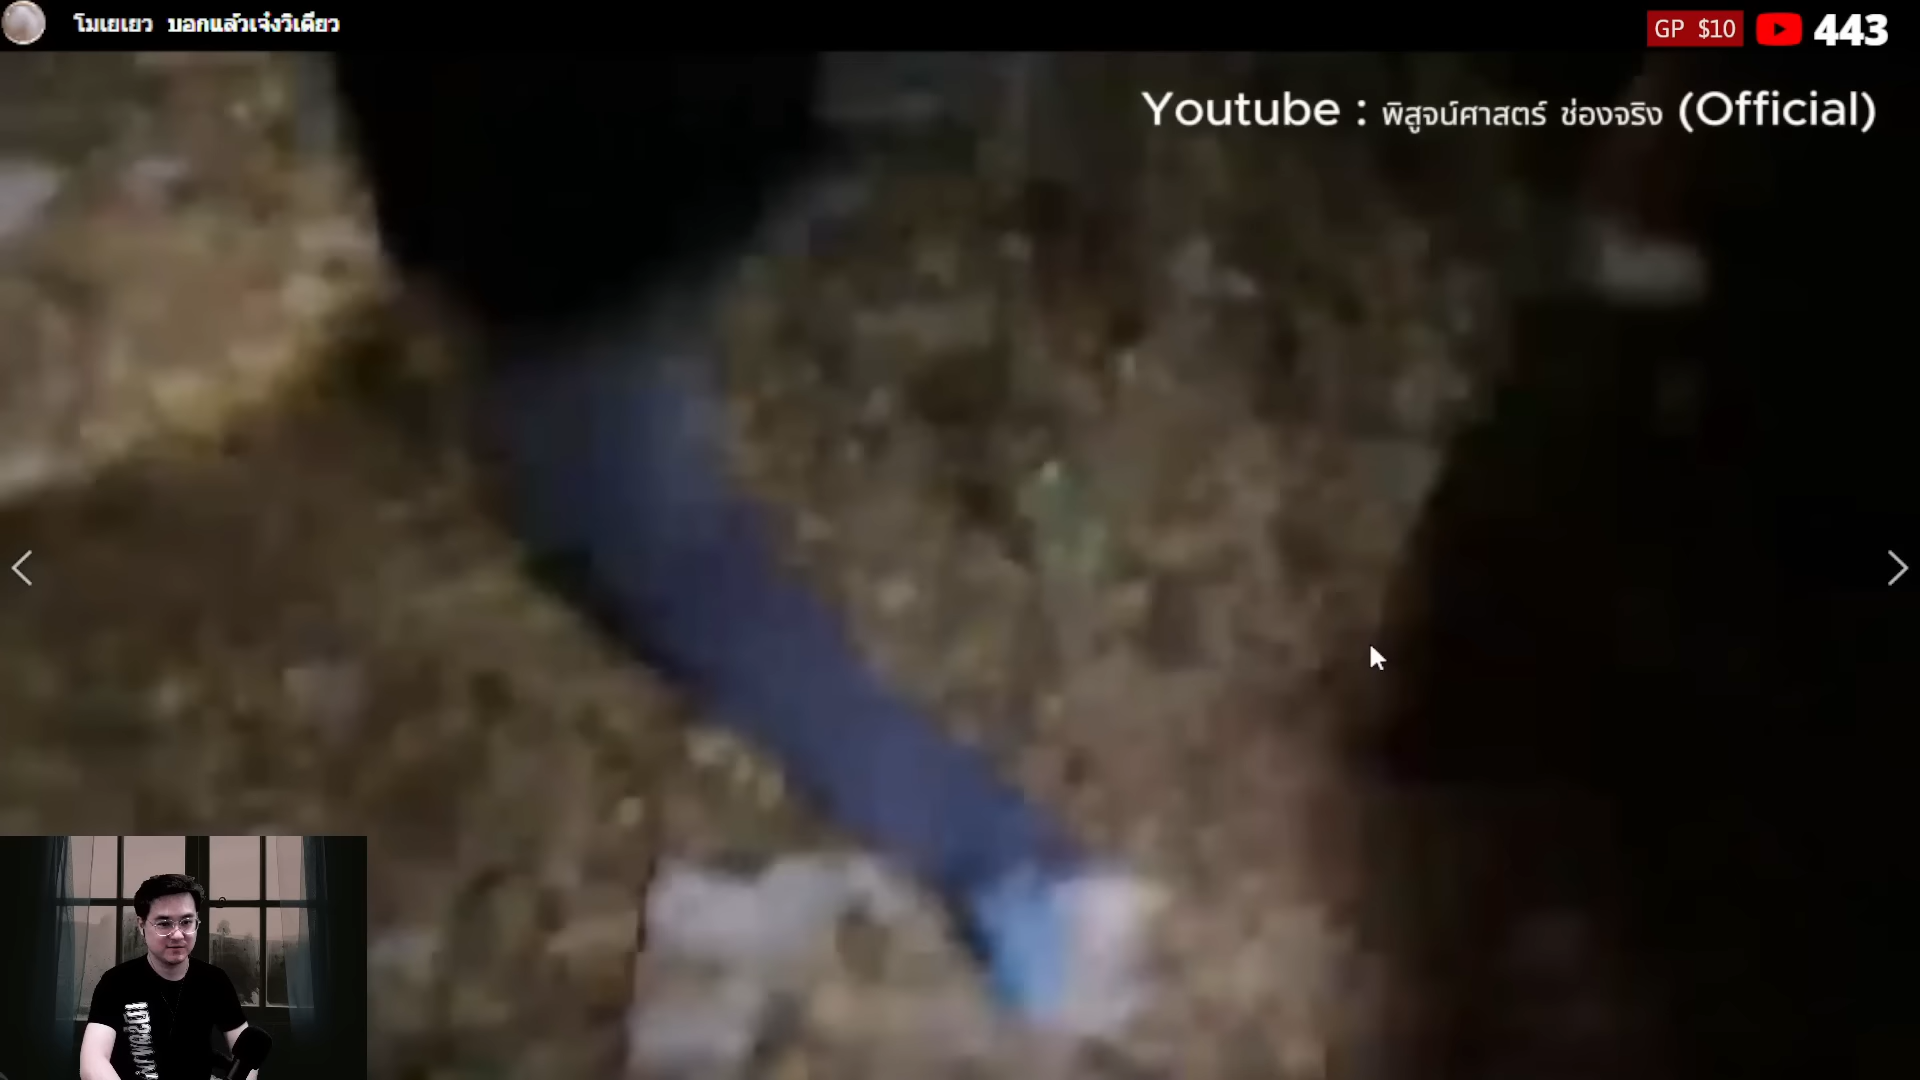 โมเยเยว บอกแล้วเจ๋งวิเดียว
GP $10
443
Youtube : พิสูจน์ศาสตร์ ช่องจริง (Official)